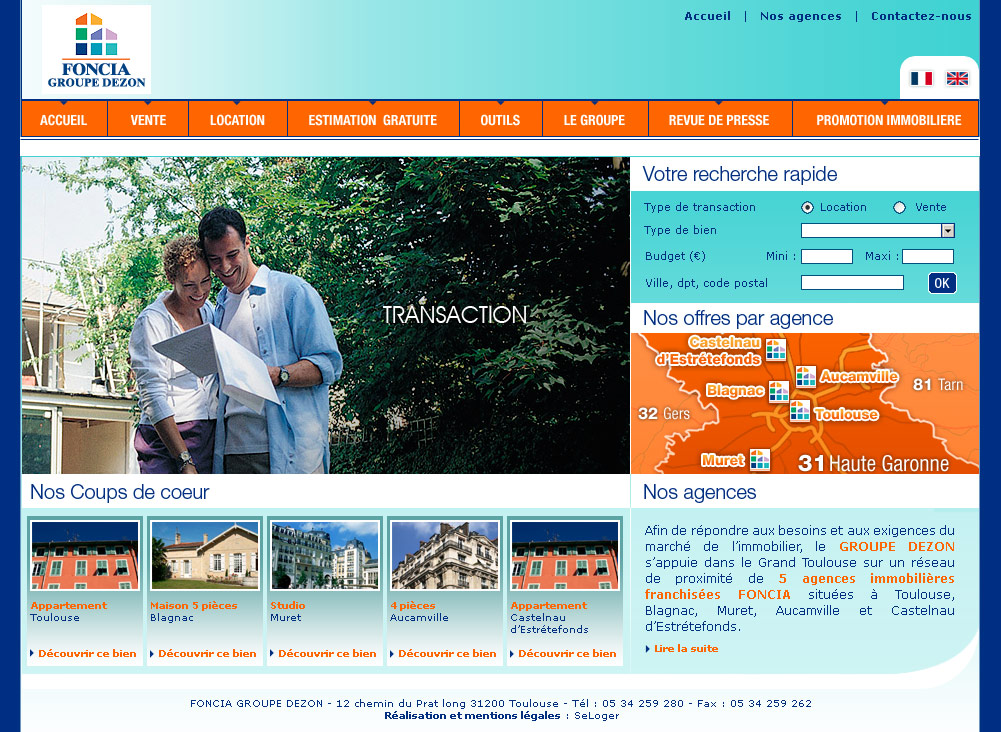 Accueil | Nos agences | Contactez-nous
FONCIA
GROUPE DEZON
ACCUEIL VENTE LOCATION ESTIMATION GRATUITE OUTILS LE GROUPE REVUE DE PRESSE PROMOTION IMMOBILIERE
TRANSACTION
Votre recherche rapide
Type de transaction Location Vente
Type de bien
Budget (€) Mini : Maxi :
Ville, dpt, code postal OK
Nos offres par agence
Castelnau
d'Estrétefonds
Aucamville
81 Tarn
Blagnac
32 Gers
Toulouse
Muret
31 Haute Garonne
Nos Coups de coeur
Appartement
Toulouse
Découvrir ce bien
Maison 5 pièces
Blagnac
Découvrir ce bien
Studio
Muret
Découvrir ce bien
4 pièces
Aucamville
Découvrir ce bien
Appartement
Castelnau
d'Estrétefonds
Découvrir ce bien
Nos agences
Afin de répondre aux besoins et aux exigences du
marché de l'immobilier, le GROUPE DEZON
s'appuie dans le Grand Toulouse sur un réseau
de proximité de 5 agences immobilières
franchisées FONCIA situées à Toulouse,
Blagnac, Muret, Aucamville et Castelnau
d'Estrétefonds.
Lire la suite
FONCIA GROUPE DEZON - 12 chemin du Prat long 31200 Toulouse - Tél : 05 34 259 280 - Fax : 05 34 259 262
Réalisation et mentions légales : SeLoger